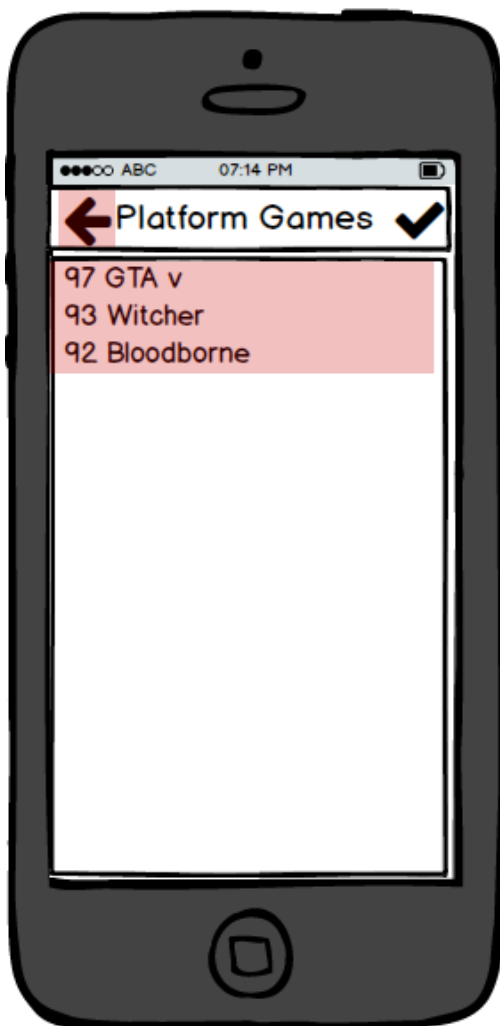 ABC 07:14 PM
Platform Games
97 GTA v
93 Witcher
92 Bloodborne